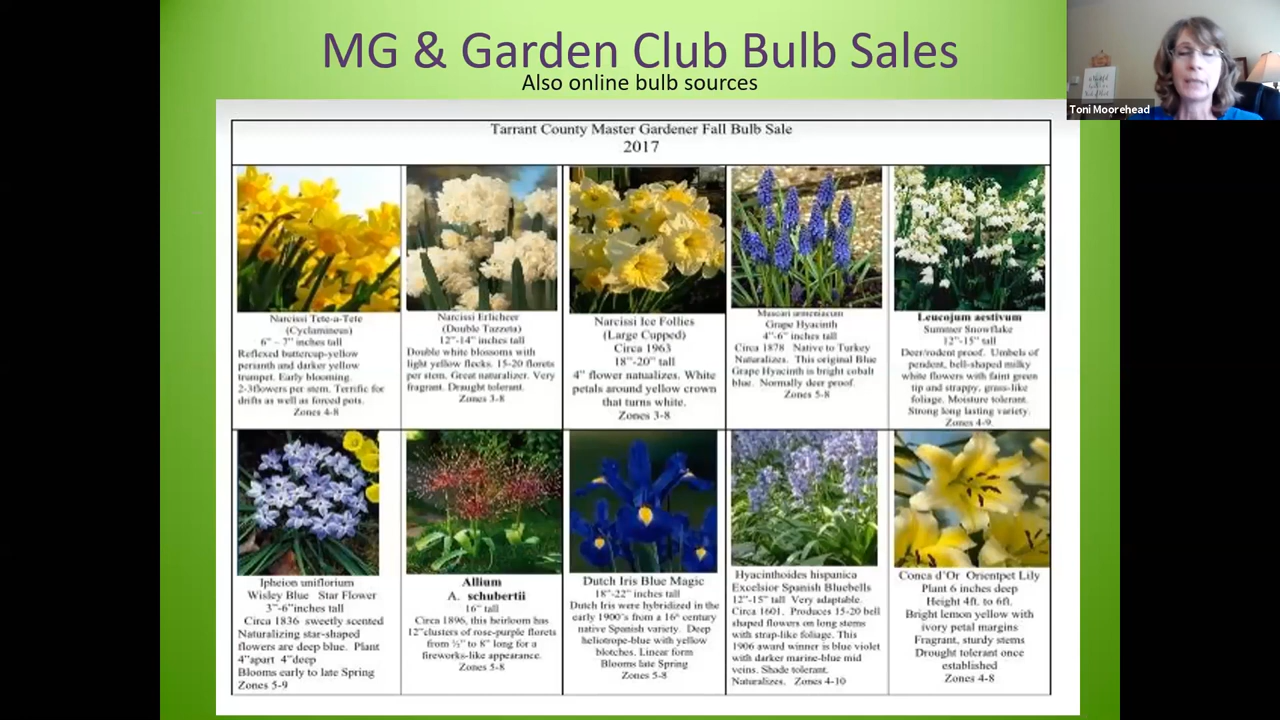 MG & Garden Club Bulb Sales
Also online bulb sources
Toni Moorehead
Tarrant County Master Gardener Fall Bulb Sale
2017
Narcissi Tete-a-Tete
(Cyclamineus)
6" – 7" inches tall
Reflexed buttercup-yellow
perianth and darker yellow
trumpet. Early blooming.
2-3flowers per stem. Terrific for
drifts as well as forced pots.
Zones 4-8
Narcissi Erlicheer
(Double Tazzeta)
12"-14" inches tall
Double white blossoms with
light yellow flecks. 15-20 florets
per stem. Great naturalizer. Very
fragrant. Draught tolerant.
Zones 3-8
Narcissi Ice Follies
(Large Cupped)
Circa 1963
18"-20" tall
4" flower natualizes. White
petals around yellow crown
that turns white.
Zones 3-8
Muscari armeniacum
Grape Hyacinth
4"-6" inches tall
Circa 1878 Native to Turkey
Naturalizes. This original Blue
Grape Hyacinth is bright cobalt
blue. Normally deer proof.
Zones 5-8
Leucojum aestivum
Summer Snowflake
12"-15" tall
Deer/rodent proof. Umbels of
pendent, bell-shaped milky
white flowers with faint green
tip and strappy, grass-like
foliage. Moisture tolerant.
Strong long lasting variety.
Zones 4-9
Ipheion uniflorium
Wisley Blue Star Flower
3"-6"inches tall
Circa 1836 sweetly scented
Naturalizing star-shaped
flowers are deep blue. Plant
4"apart 4"deep
Blooms early to late Spring
Zones 5-9
Allium
A. schubertii
16" tall
Circa 1896, this heirloom has
12"clusters of rose-purple florets
from ½" to 8" long for a
fireworks-like appearance.
Zones 5-8
Dutch Iris Blue Magic
18"-22" inches tall
Dutch Iris were hybridized in the
early 1900's from a 16th century
native Spanish variety. Deep
heliotrope-blue with yellow
blotches. Linear form
Blooms late Spring
Zones 5-8
Hyacinthoides hispanica
Excelsior Spanish Bluebells
12"-15" tall Very adaptable.
Circa 1601. Produces 15-20 bell
shaped flowers on long stems
with strap-like foliage. This
1906 award winner is blue violet
with darker marine-blue mid
veins. Shade tolerant.
Naturalizes. Zones 4-10
Conca d'Or Orientpet Lily
Plant 6 inches deep
Height 4ft. to 6ft.
Bright lemon yellow with
ivory petal margins
Fragrant, sturdy stems
Drought tolerant once
established
Zones 4-8